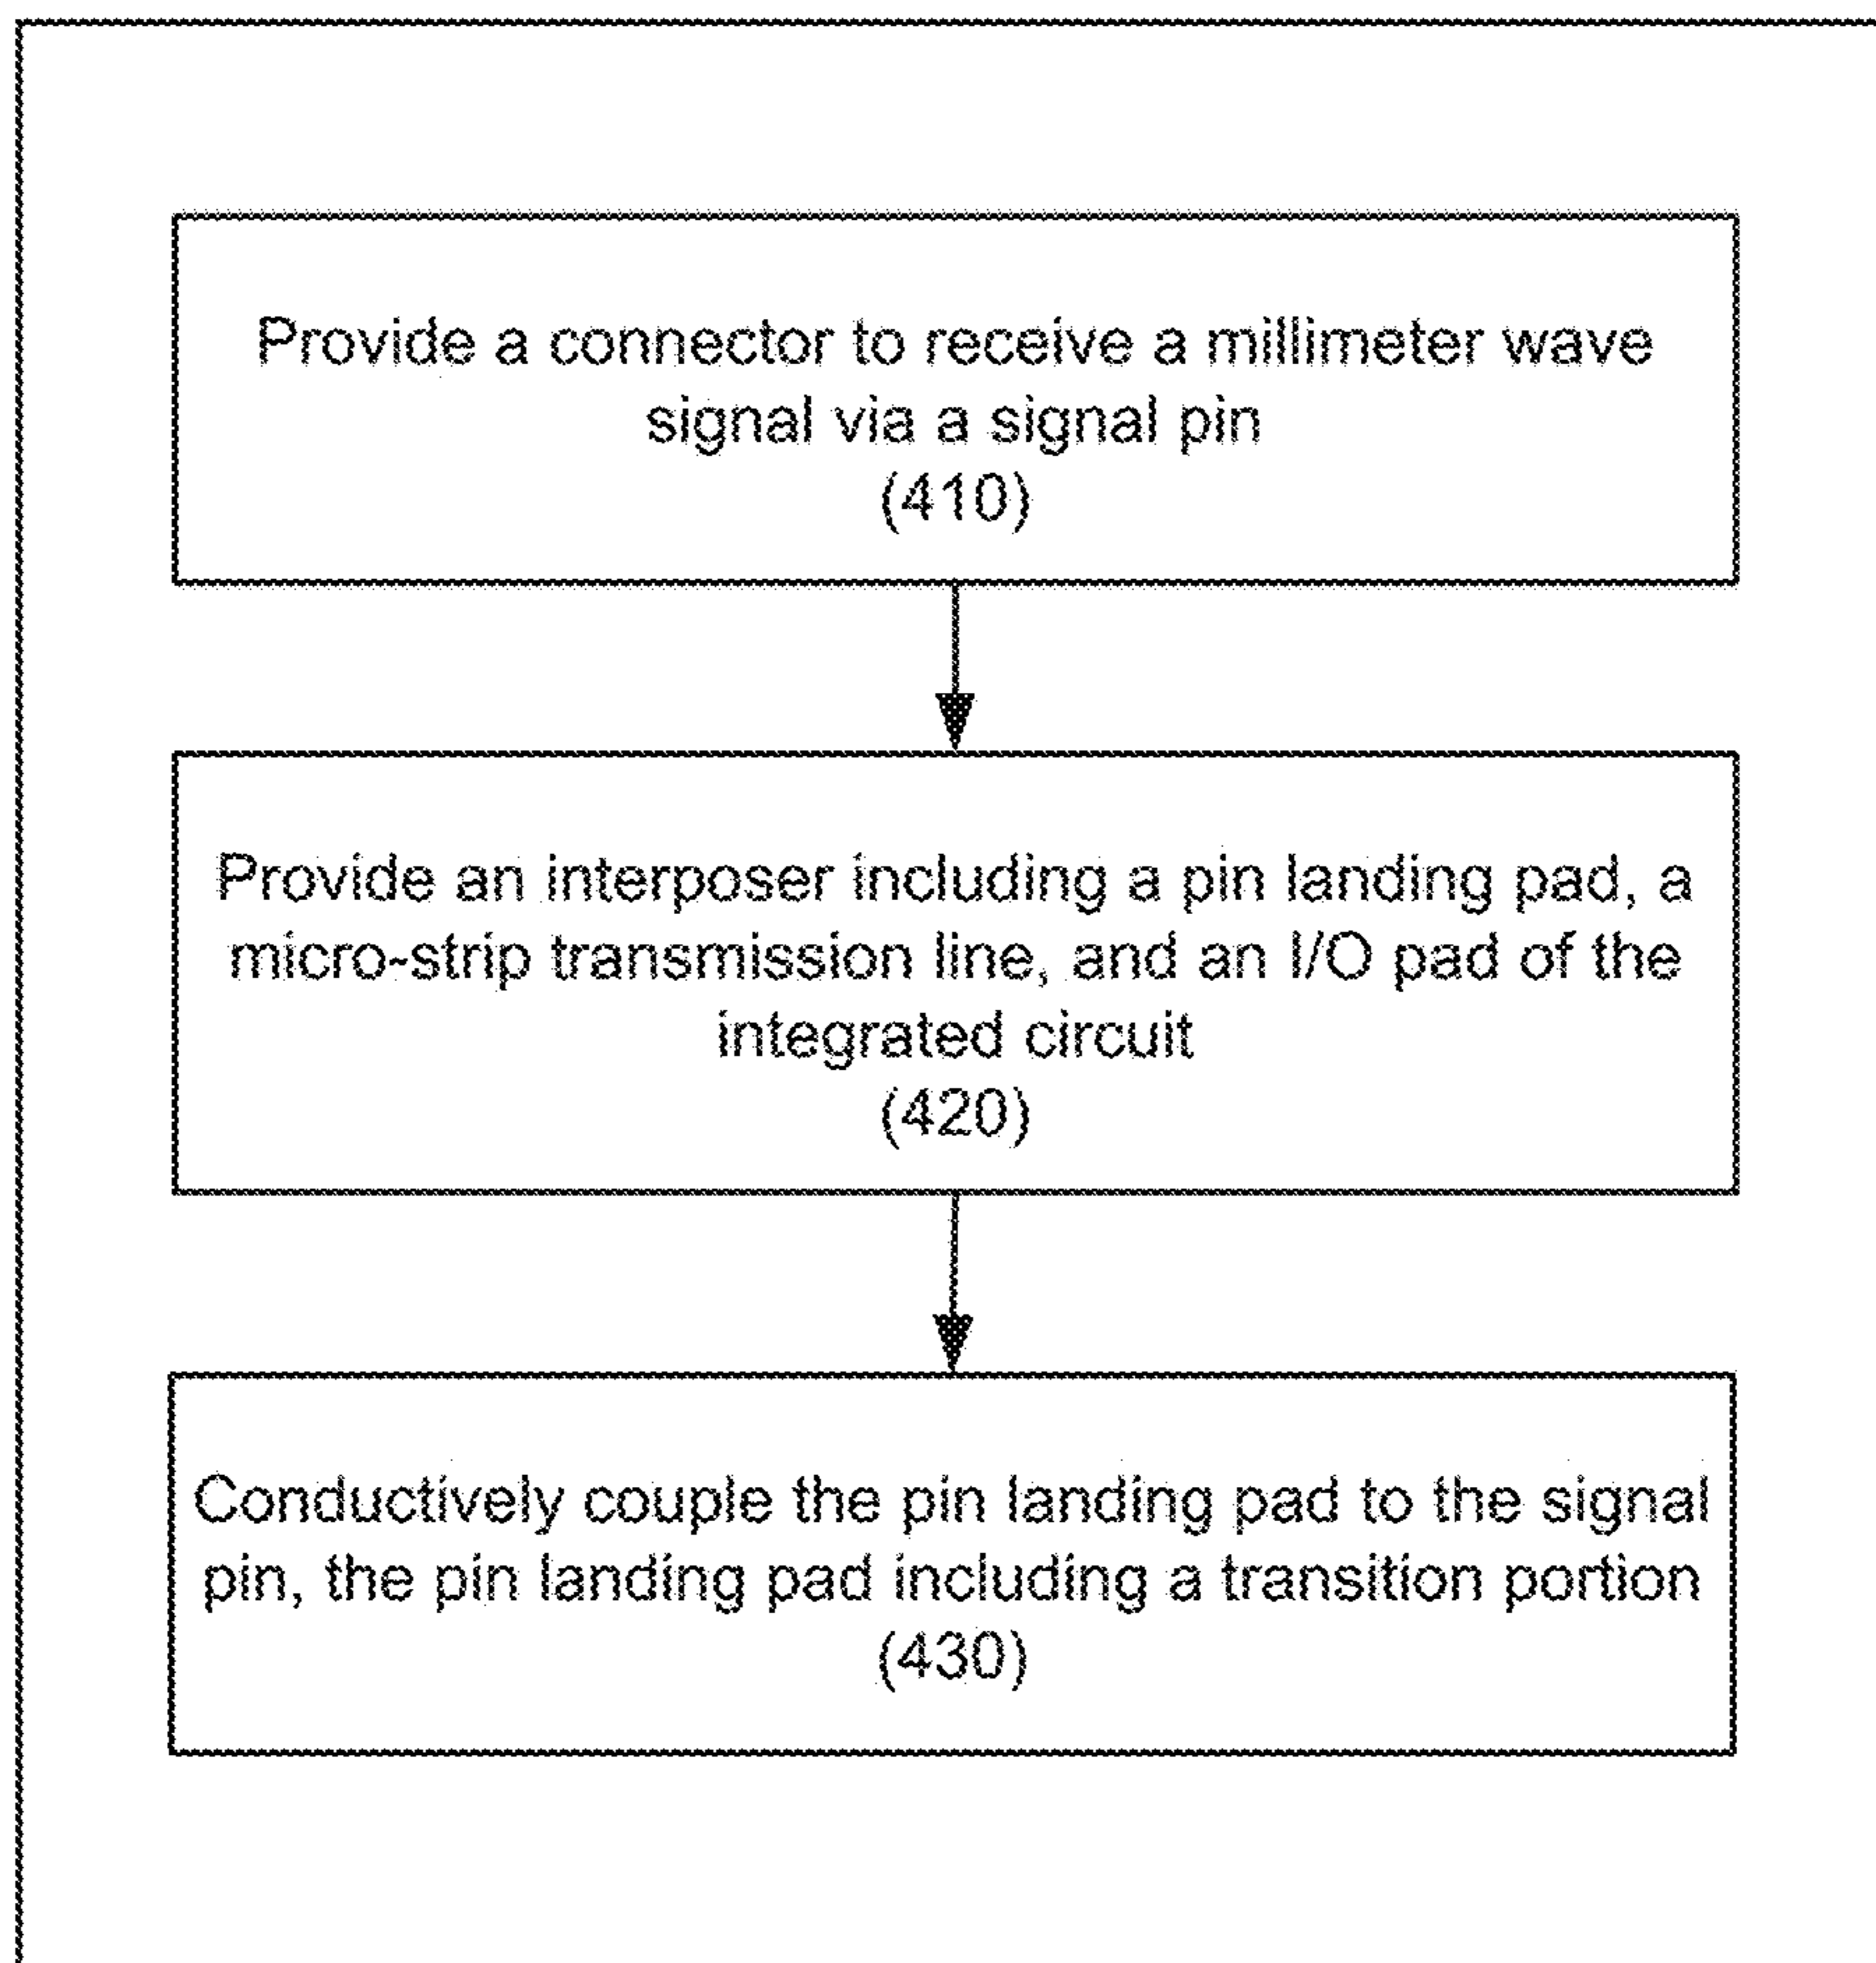 Provide a connector to receive a millimeter wave
signal via a signal pin
(410)
Provide an interposer including a pin landing pad, a
micro-strip transmission line, and an I/O pad of the
integrated circuit
(420)
Conductively couple the pin landing pad to the signal
pin, the pin landing pad including a transition portion
(430)